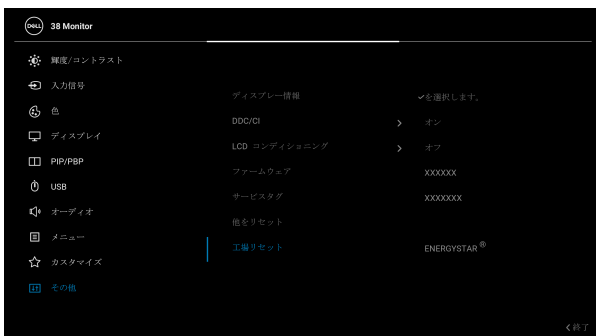 DELL 38 Monitor
輝度/コントラスト
入力信号
色
ディスプレイ
PIP/PBP
USB
オーディオ
メニュー
カスタマイズ
その他
ディスプレー情報 ✓を選択します。
DDC/CI > オン
LCD コンディショニング > オフ
ファームウェア XXXXXX
サービスタグ XXXXXXX
他をリセット
工場リセット ENERGYSTAR®
<終了